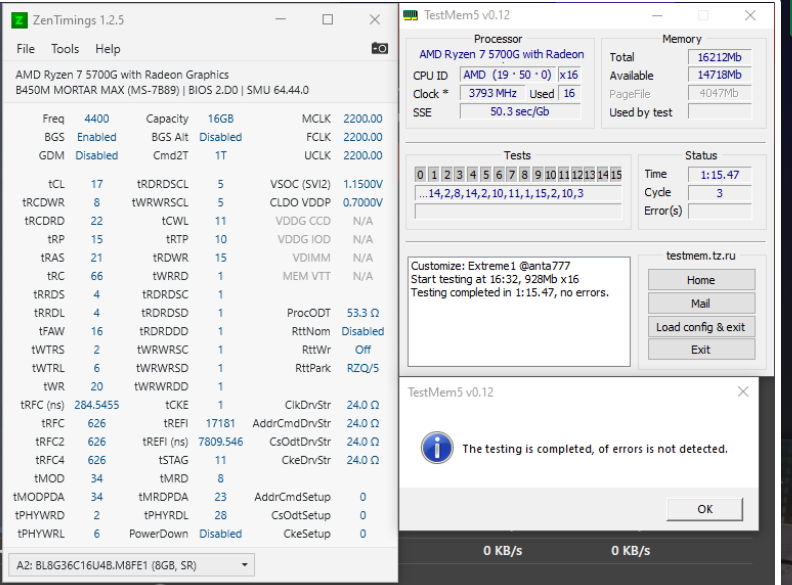 ZenTimings 1.2.5
File Tools Help
AMD Ryzen 7 5700G with Radeon Graphics
B450M MORTAR MAX (MS-7B89) | BIOS 2.D0 | SMU 64.44.0
Freq 4400 Capacity 16GB MCLK 2200.00
BGS Enabled BGS Alt Disabled FCLK 2200.00
GDM Disabled Cmd2T 1T UCLK 2200.00
tCL 17 tRDRDSCL 5 VSOC (SVI2) 1.1500V
tRCDWR 8 tWRWRSCL 5 CLDO VDDP 0.7000V
tRCDRD 22 tCWL 11 VDDG CCD N/A
tRP 15 tRTP 10 VDDG IOD N/A
tRAS 21 tRDWR 15 VDIMM N/A
tRC 66 tWRRD 1 MEM VTT N/A
tRRDS 4 tRDRDSC 1
tRRDL 4 tRDRDSD 1 ProcODT 53.3 Ω
tFAW 16 tRDRDDD 1 RttNom Disabled
tWTRS 2 tWRWRSC 1 RttWr Off
tWTRL 6 tWRWRSD 1 RttPark RZQ/5
tWR 20 tWRWRDD 1
tRFC (ns) 284.5455 tCKE 1 ClkDrvStr 24.0 Ω
tRFC 626 tREFI 17181 AddrCmdDrvStr 24.0 Ω
tRFC2 626 tREFI (ns) 7809.546 CsOdtDrvStr 24.0 Ω
tRFC4 626 tSTAG 11 CkeDrvStr 24.0 Ω
tMOD 34 tMRD 8
tMODPDA 34 tMRDPDA 23 AddrCmdSetup 0
tPHYWRD 2 tPHYRDL 28 CsOdtSetup 0
tPHYWRL 6 PowerDown Disabled CkeSetup 0
A2: BL8G36C16U4B.M8FE1 (8GB, SR)
TestMem5 v0.12
Processor
AMD Ryzen 7 5700G with Radeon
CPU ID AMD (19 · 50 · 0) x16
Clock * 3793 MHz Used 16
SSE 50.3 sec/Gb
Memory
Total 16212Mb
Available 14718Mb
PageFile 4047Mb
Used by test
Tests
0 1 2 3 4 5 6 7 8 9 10 11 12 13 14 15
...14,2,8,14,2,10,11,1,15,2,10,3
Status
Time 1:15.47
Cycle 3
Error(s)
Customize: Extreme1 @anta777
Start testing at 16:32, 928Mb x16
Testing completed in 1:15.47, no errors.
testmem.tz.ru
Home
Mail
Load config & exit
Exit
TestMem5 v0.12
The testing is completed, of errors is not detected.
OK
0 KB/s 0 KB/s